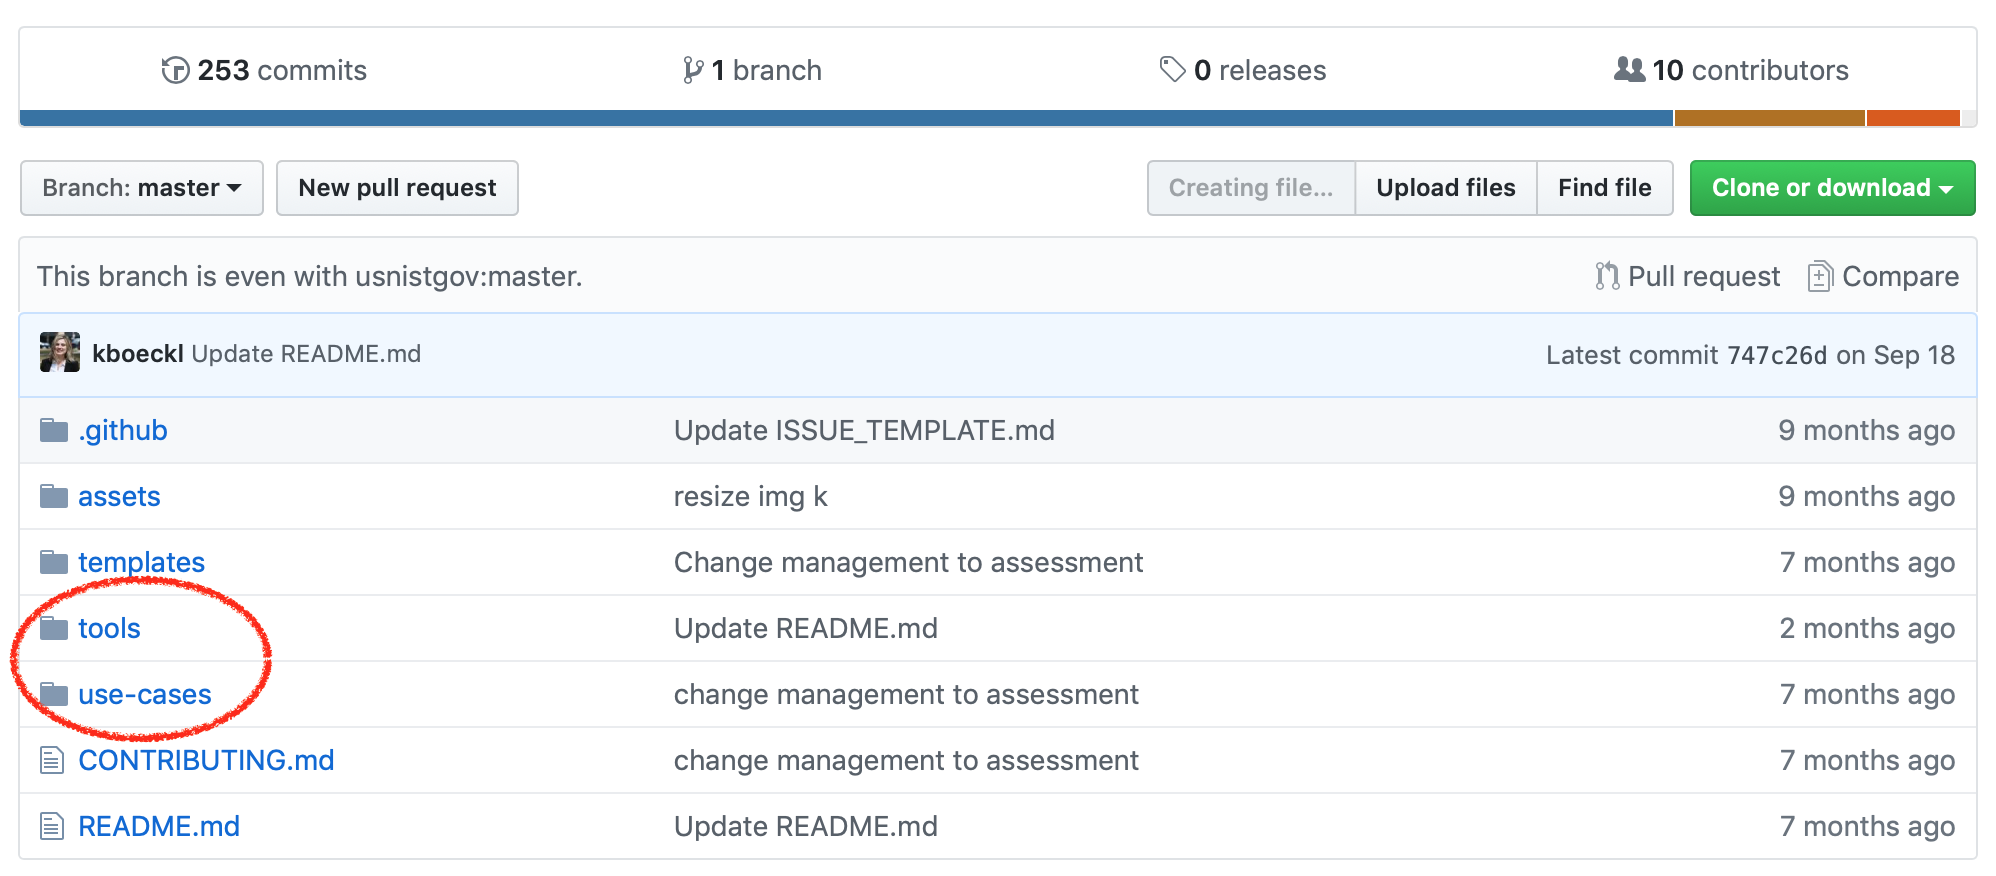 253 commits 1 branch 0 releases 10 contributors
Branch: master New pull request Creating file... Upload files Find file Clone or download
This branch is even with usnistgov:master. Pull request Compare
kboeckl Update README.md Latest commit 747c26d on Sep 18
.github Update ISSUE_TEMPLATE.md 9 months ago
assets resize img k 9 months ago
templates Change management to assessment 7 months ago
tools Update README.md 2 months ago
use-cases change management to assessment 7 months ago
CONTRIBUTING.md change management to assessment 7 months ago
README.md Update README.md 7 months ago